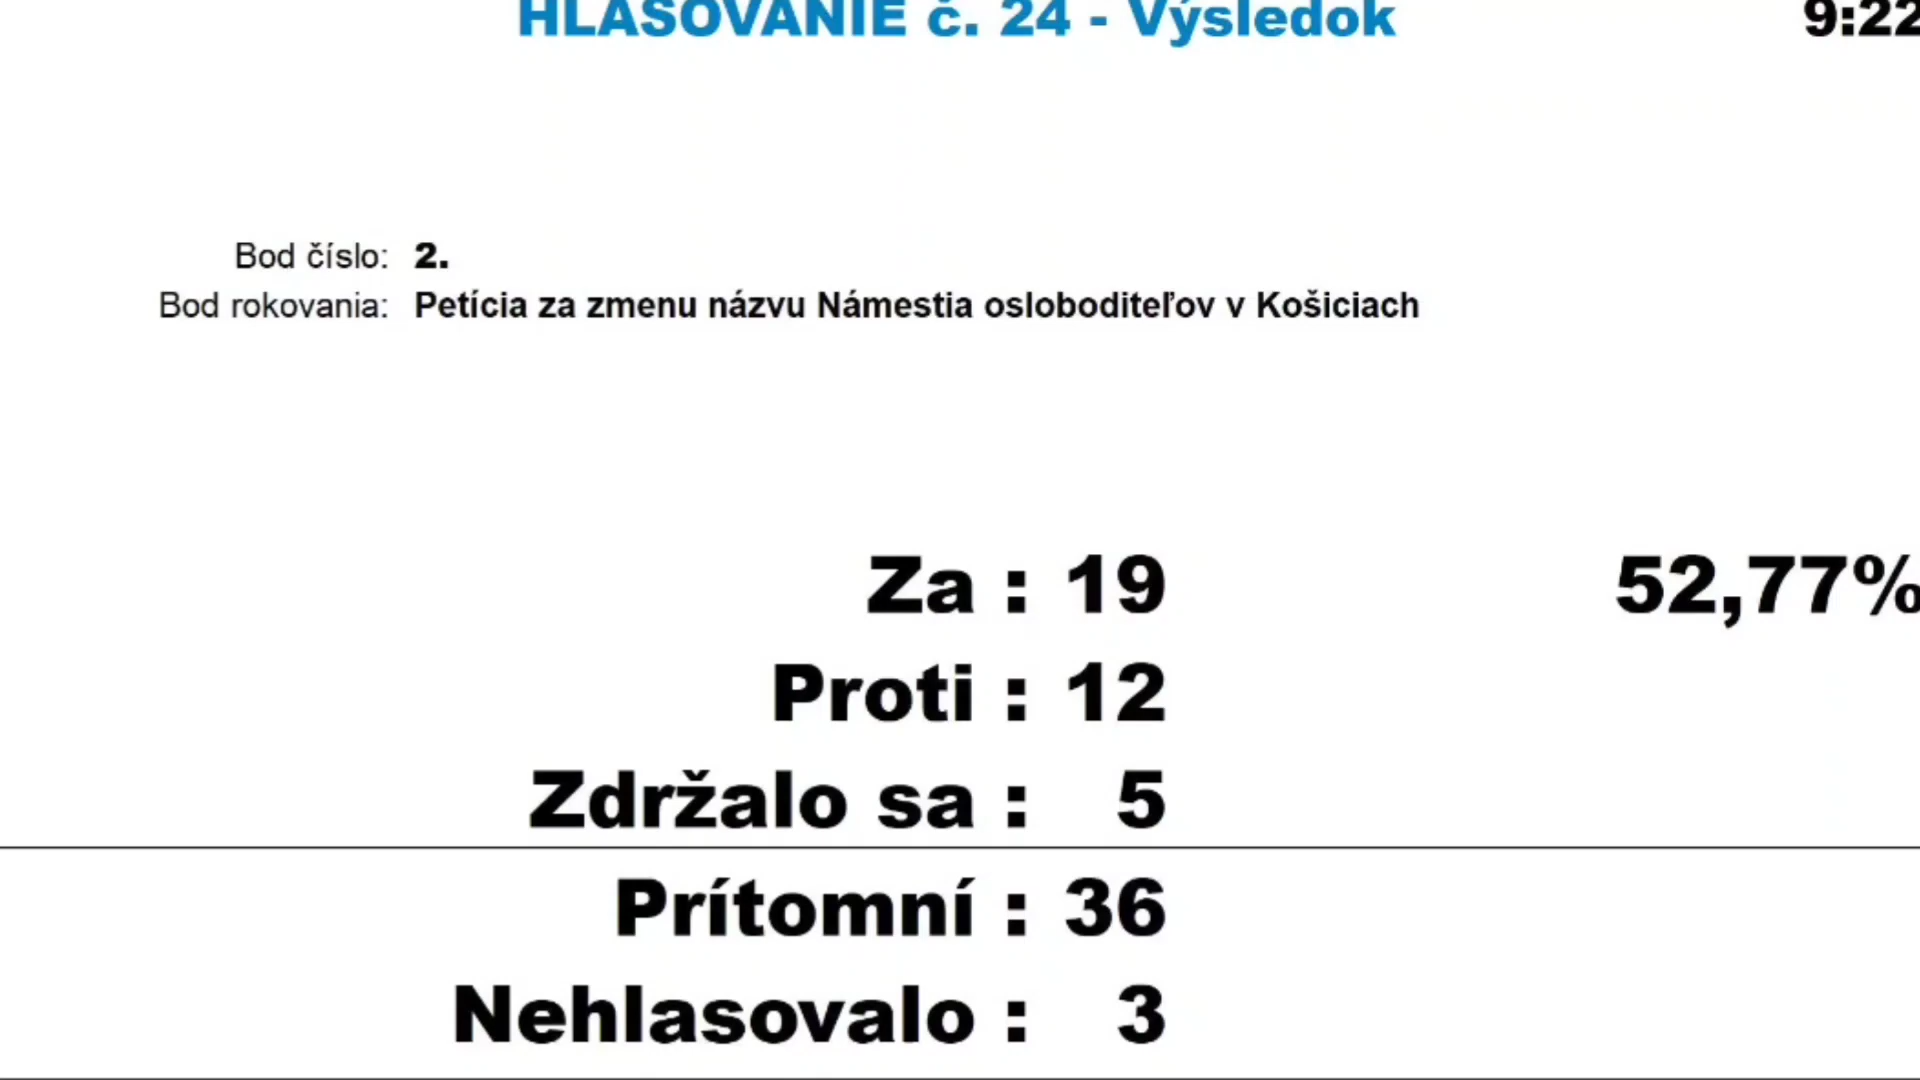 HLASOVANIE č. 24 - Výsledok 9:22
Bod číslo: 2.
Bod rokovania: Petícia za zmenu názvu Námestia osloboditeľov v Košiciach
Za : 19 52,77%
Proti : 12
Zdržalo sa : 5
Prítomní : 36
Nehlasovalo : 3